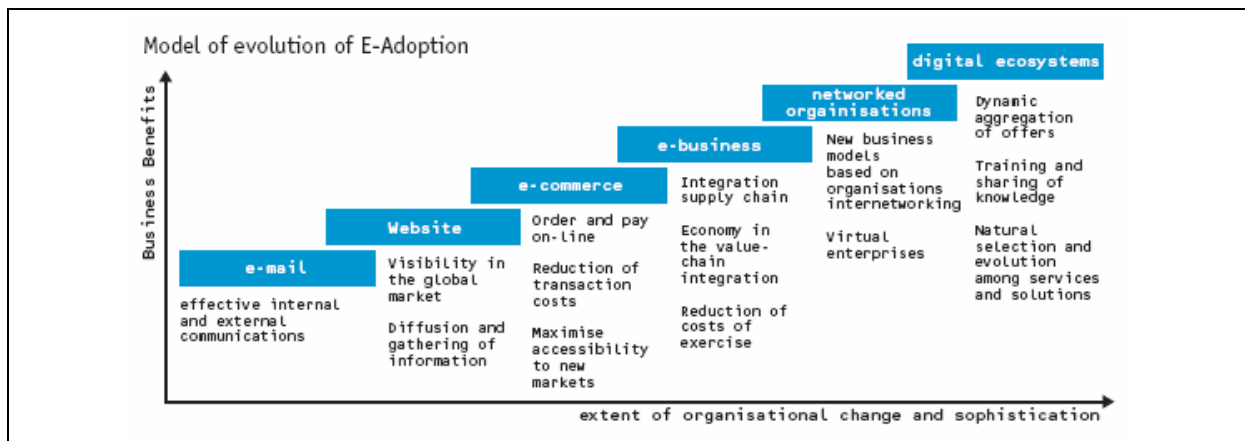 Model of evolution of E-Adoption
Business Benefits
e-mail
effective internal
and external
communications
Website
Visibility in
the global
market
Diffusion and
gathering of
information
e-commerce
Order and pay
on-line
Reduction of
transaction
costs
Maximise
accessibility
to new
markets
e-business
Integration
supply chain
Economy in
the value-
chain
integration
Reduction of
costs of
exercise
networked
orgainisations
New business
models
based on
organisations
internetworking
Virtual
enterprises
digital ecosystems
Dynamic
aggregation
of offers
Training and
sharing of
knowledge
Natural
selection and
evolution
among services
and solutions
extent of organisational change and sophistication